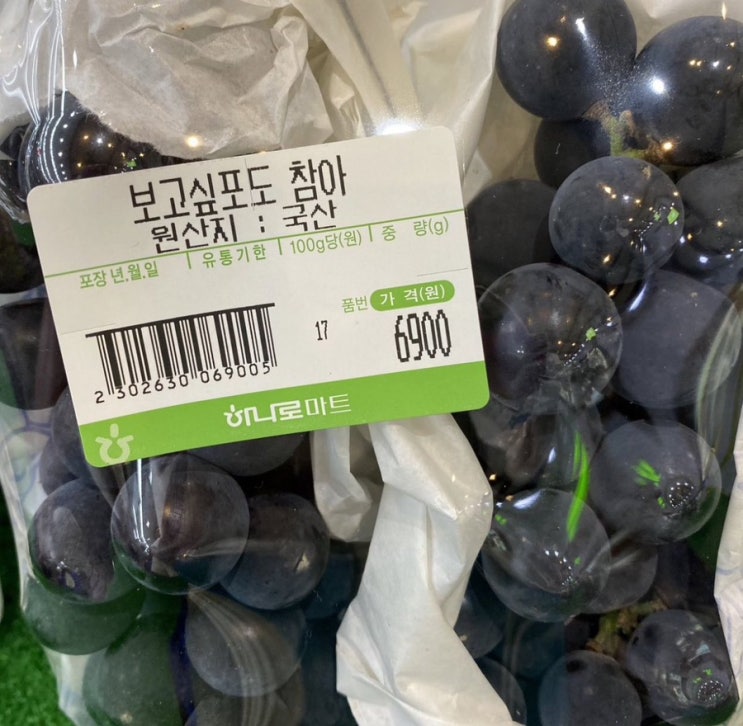 보고싶포도 참아
원산지 : 국산
포장 년.월.일 유통기한 100g당(원) 중 량(g)
품번 가 격(원)
17 6900
2 302630 069005
하나로마트